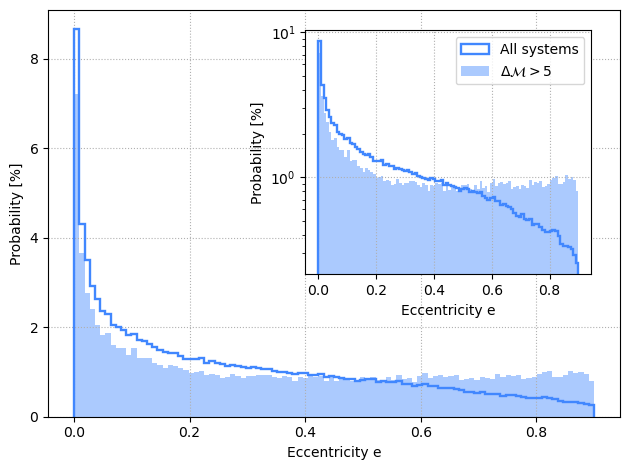 Probability [%]
8
6
4
2
0
0.0 0.2 0.4 0.6 0.8
Eccentricity e
Probability [%]
10¹
10⁰
0.0 0.2 0.4 0.6 0.8
Eccentricity e
All systems
Δℳ > 5